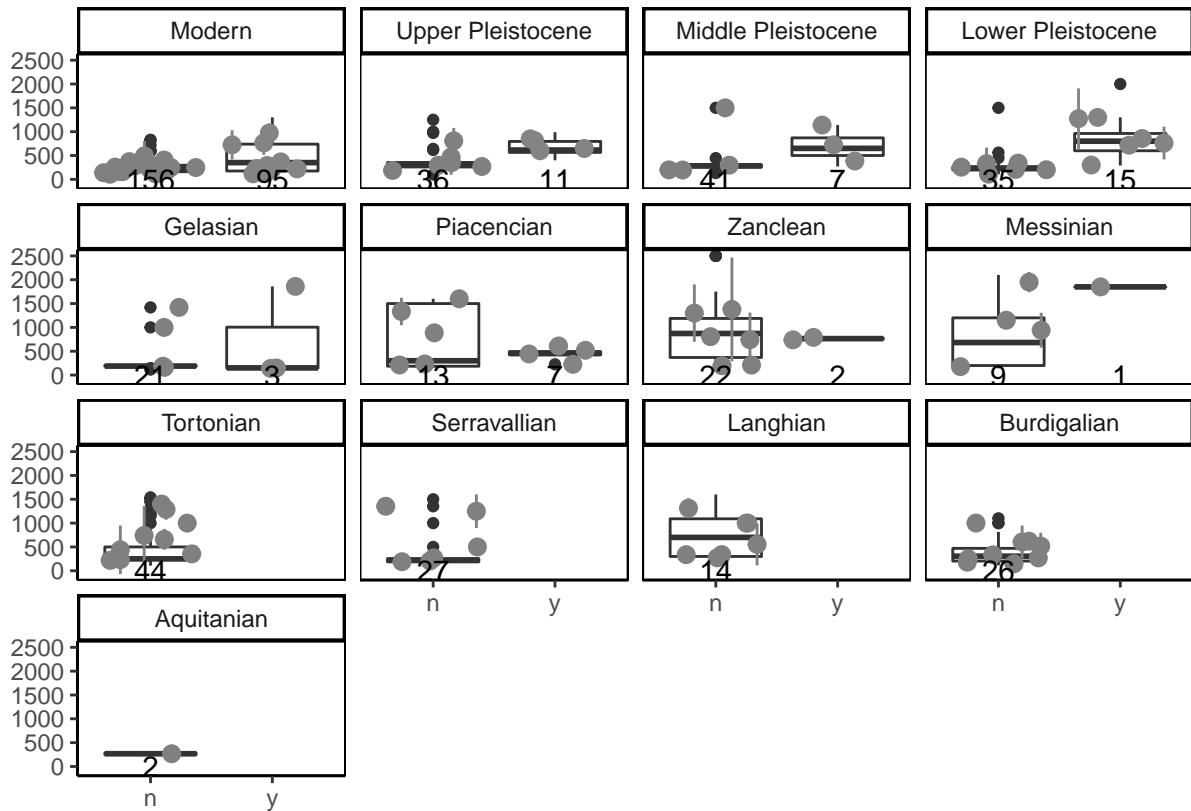 Modern Upper Pleistocene Middle Pleistocene Lower Pleistocene
2500
2000
1500
1000
500
0
156 95 36 11 41 7 35 15
Gelasian Piacencian Zanclean Messinian
2500
2000
1500
1000
500
0
21 3 13 7 22 2 9 1
Tortonian Serravallian Langhian Burdigalian
2500
2000
1500
1000
500
0
44 27 14 26
n y n y n y
Aquitanian
2500
2000
1500
1000
500
0
2
n y